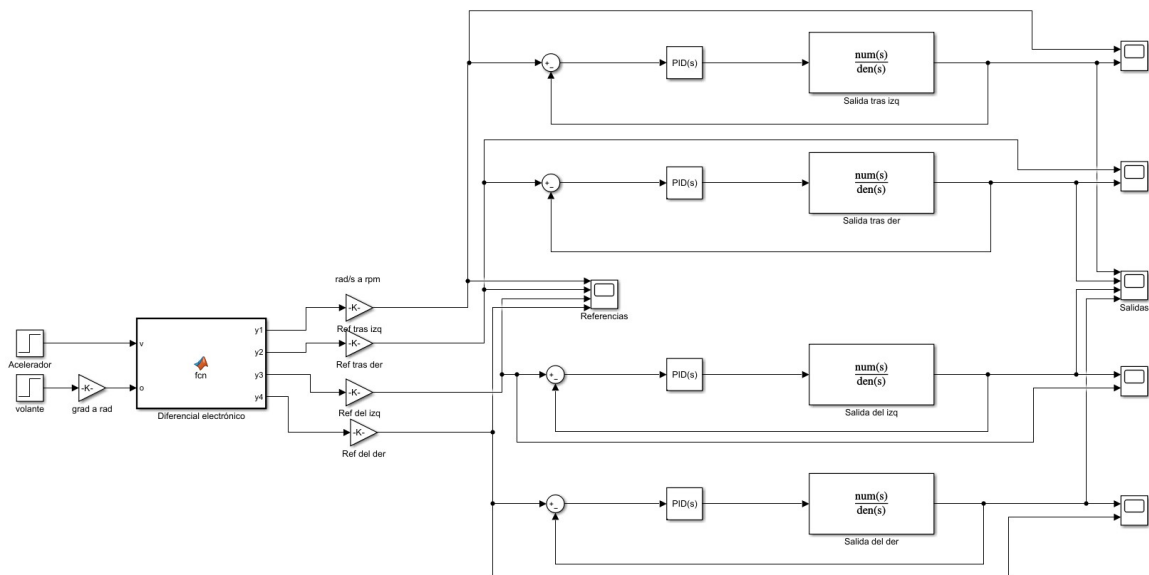 +
-
PID(s)
num(s)
den(s)
Salida tras izq
+
-
PID(s)
num(s)
den(s)
Salida tras der
rad/s a rpm
-K-
Ref tras izq
Referencias
Salidas
Acelerador
v
o
fcn
y1
y2
y3
y4
Diferencial electrónico
-K-
Ref tras der
volante
-K-
grad a rad
-K-
Ref del izq
-K-
Ref del der
+
-
PID(s)
num(s)
den(s)
Salida del izq
+
-
PID(s)
num(s)
den(s)
Salida del der